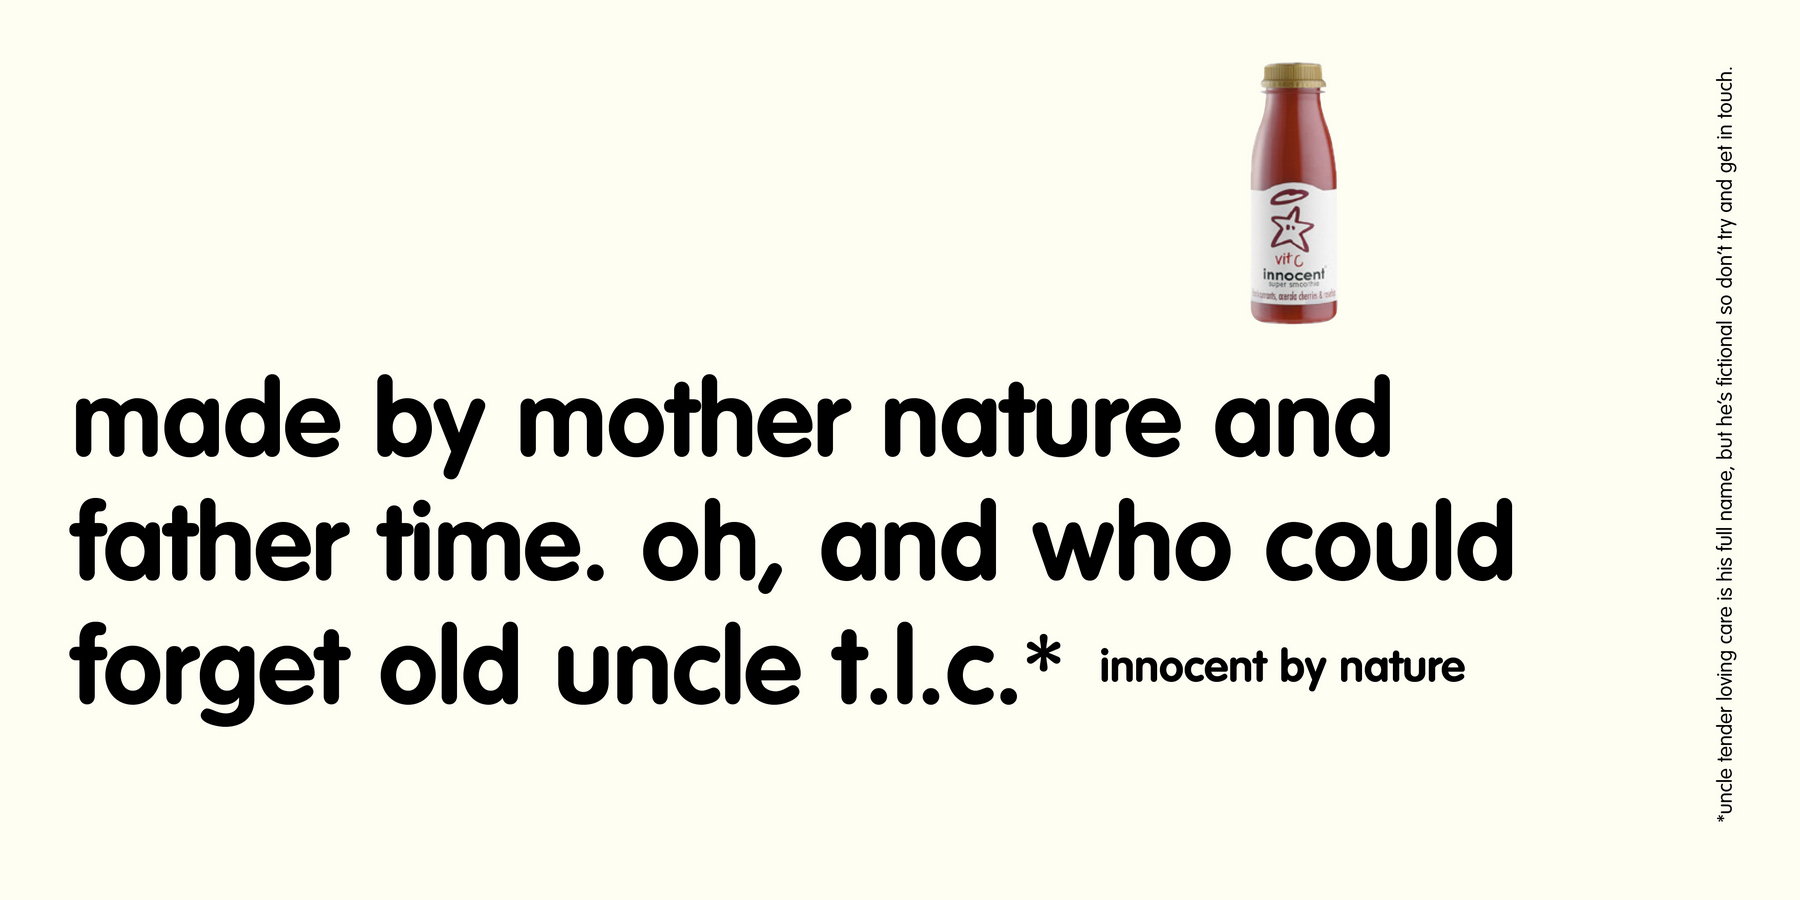 vit c
innocent
super smoothie
acerola cherries &
made by mother nature and
father time. oh, and who could
forget old uncle t.l.c.* innocent by nature
*uncle tender loving care is his full name, but he's fictional so don't try and get in touch.